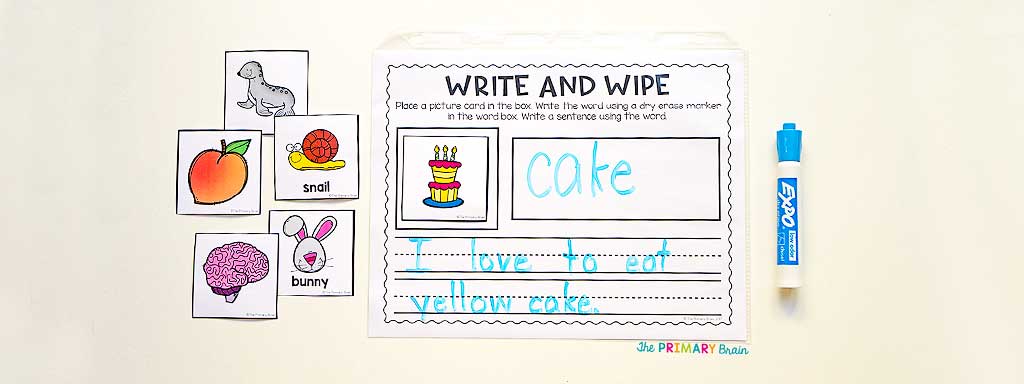 WRITE AND WIPE
Place a picture card in the box. Write the word using a dry erase marker
in the word box. Write a sentence using the word.
cake
I love to eat
yellow cake.
snail
bunny
EXPO
The PRIMARY Brain